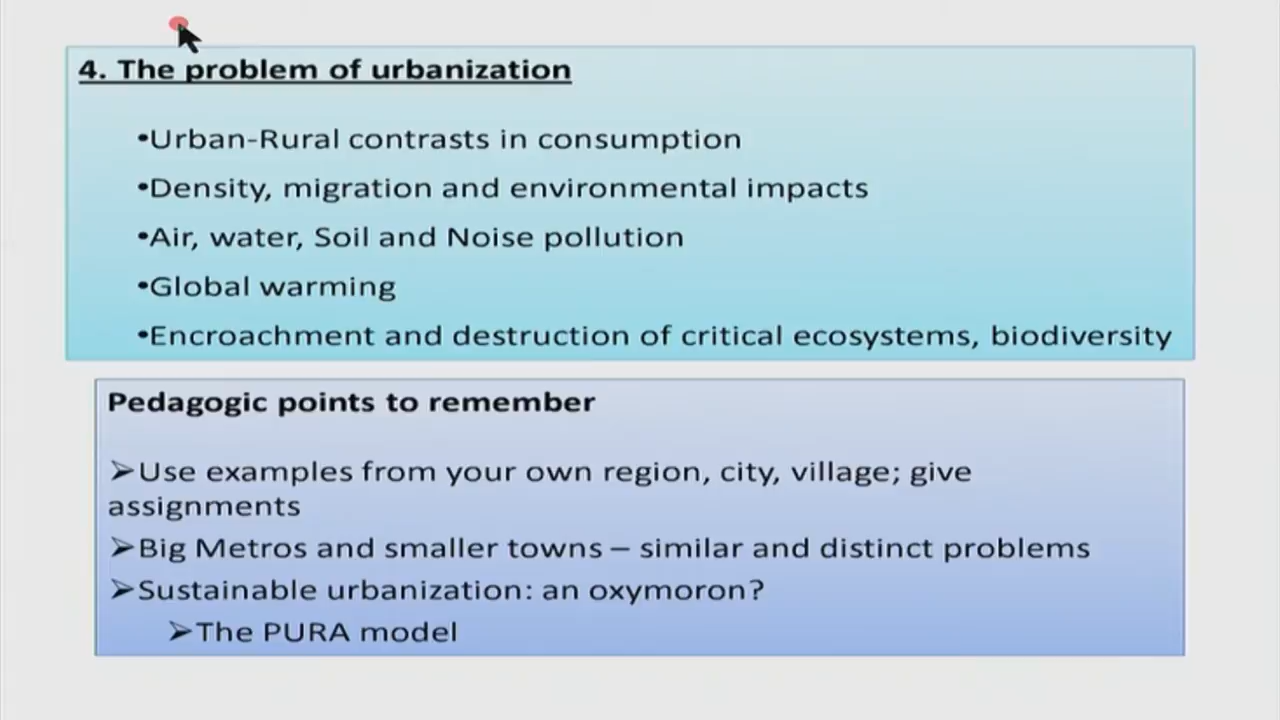 4. The problem of urbanization
•Urban-Rural contrasts in consumption
•Density, migration and environmental impacts
•Air, water, Soil and Noise pollution
•Global warming
•Encroachment and destruction of critical ecosystems, biodiversity
Pedagogic points to remember
➢Use examples from your own region, city, village; give
assignments
➢Big Metros and smaller towns – similar and distinct problems
➢Sustainable urbanization: an oxymoron?
➢The PURA model